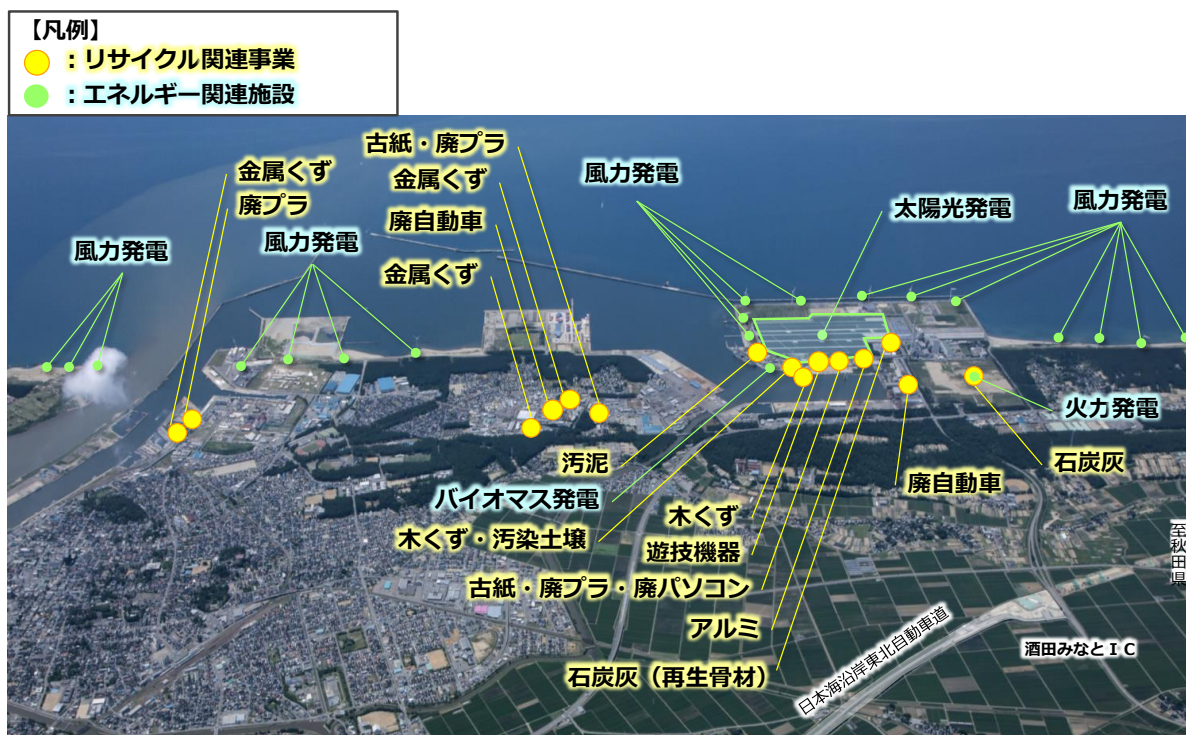 【凡例】
：リサイクル関連事業
：エネルギー関連施設
古紙・廃プラ
金属くず
金属くず
廃プラ
廃自動車
金属くず
風力発電
風力発電
風力発電
太陽光発電
風力発電
火力発電
石炭灰
廃自動車
汚泥
バイオマス発電
木くず・汚染土壌
木くず
遊技機器
古紙・廃プラ・廃パソコン
アルミ
石炭灰（再生骨材）
至秋田県
日本海沿岸東北自動車道
酒田みなとＩＣ